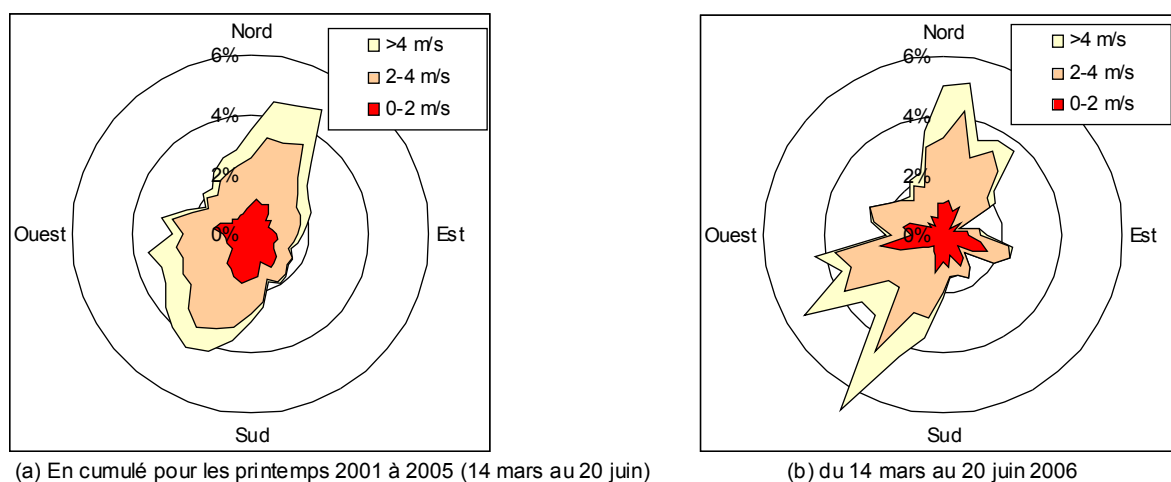 Nord
6%
4%
2%
0%
Ouest
Est
Sud
>4 m/s
2-4 m/s
0-2 m/s
(a) En cumulé pour les printemps 2001 à 2005 (14 mars au 20 juin)
Nord
6%
4%
2%
0%
Ouest
Est
Sud
>4 m/s
2-4 m/s
0-2 m/s
(b) du 14 mars au 20 juin 2006